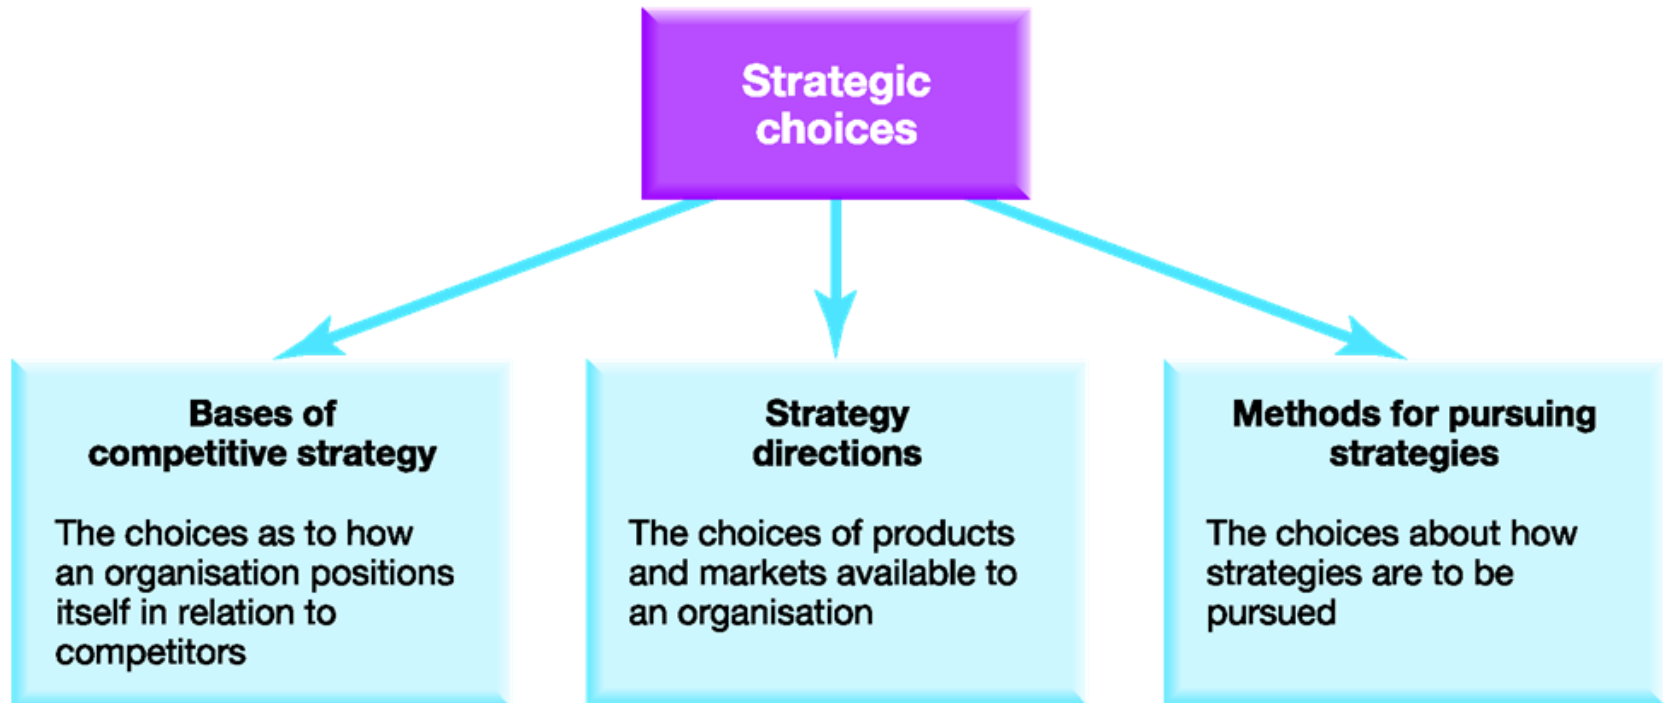 Strategic
choices
Bases of
competitive strategy
The choices as to how
an organisation positions
itself in relation to
competitors
Strategy
directions
The choices of products
and markets available to
an organisation
Methods for pursuing
strategies
The choices about how
strategies are to be
pursued